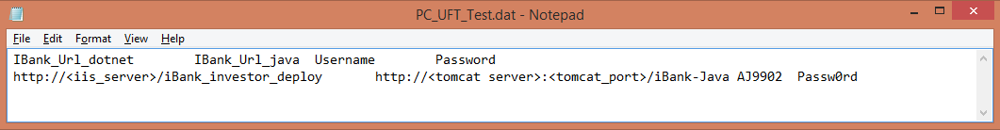 PC_UFT_Test.dat - Notepad
File Edit Format View Help
IBank_Url_dotnet IBank_Url_java Username Password
http://<iis_server>/iBank_investor_deploy http://<tomcat server>:<tomcat_port>/iBank-Java AJ9902 Passw0rd